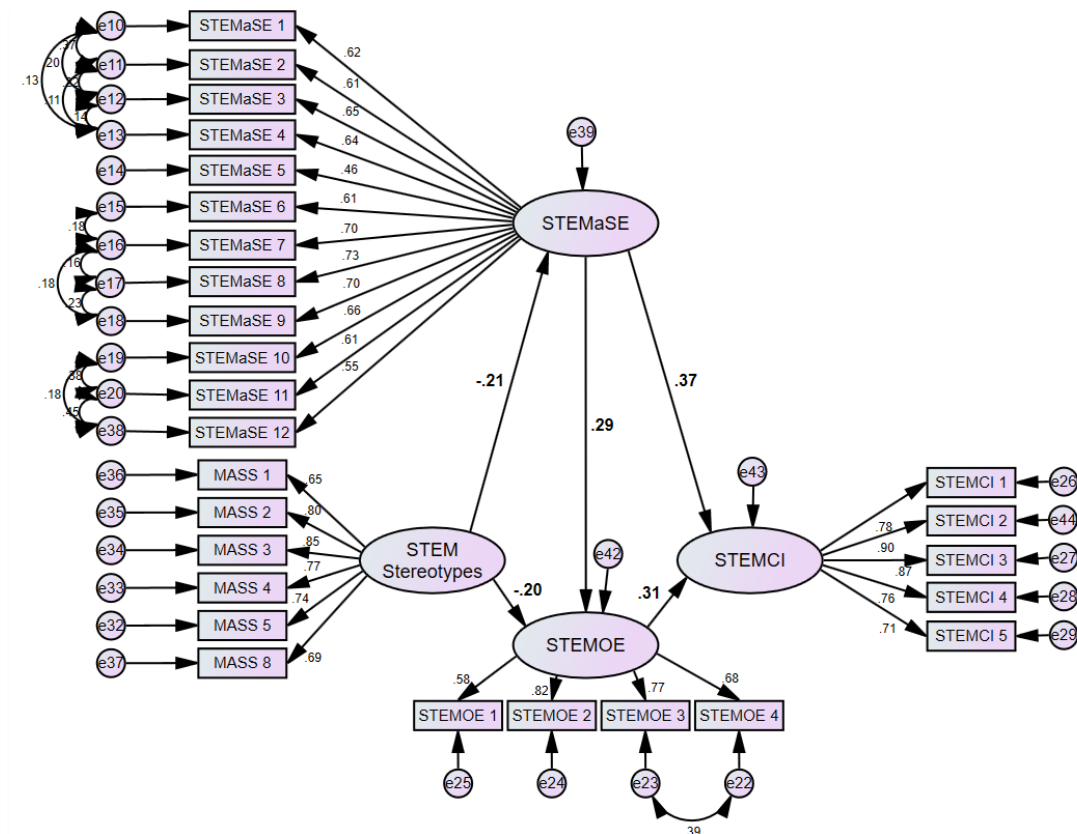 e10
STEMaSE 1
.62
.37
e11
STEMaSE 2
.61
.20
e12
STEMaSE 3
.65
.13
.11
.14
e13
STEMaSE 4
.64
e39
e14
STEMaSE 5
.46
e15
STEMaSE 6
.61
STEMaSE
.18
e16
STEMaSE 7
.70
.16
e17
STEMaSE 8
.73
.18
.23
e18
STEMaSE 9
.70
.66
e19
STEMaSE 10
.61
.38
.18
e20
STEMaSE 11
.55
-.21
.37
.45
e38
STEMaSE 12
.29
e36
MASS 1
.65
e43
STEMCI 1
e26
e35
MASS 2
.80
STEMCI 2
e44
.78
e34
MASS 3
.85
STEM
Stereotypes
e42
STEMCI
.90
STEMCI 3
e27
e33
MASS 4
.77
-.20
.31
.87
STEMCI 4
e28
e32
MASS 5
.74
.76
STEMCI 5
e29
.71
e37
MASS 8
.69
STEMOE
.58
.82
.77
.68
STEMOE 1
STEMOE 2
STEMOE 3
STEMOE 4
e25
e24
e23
e22
.39